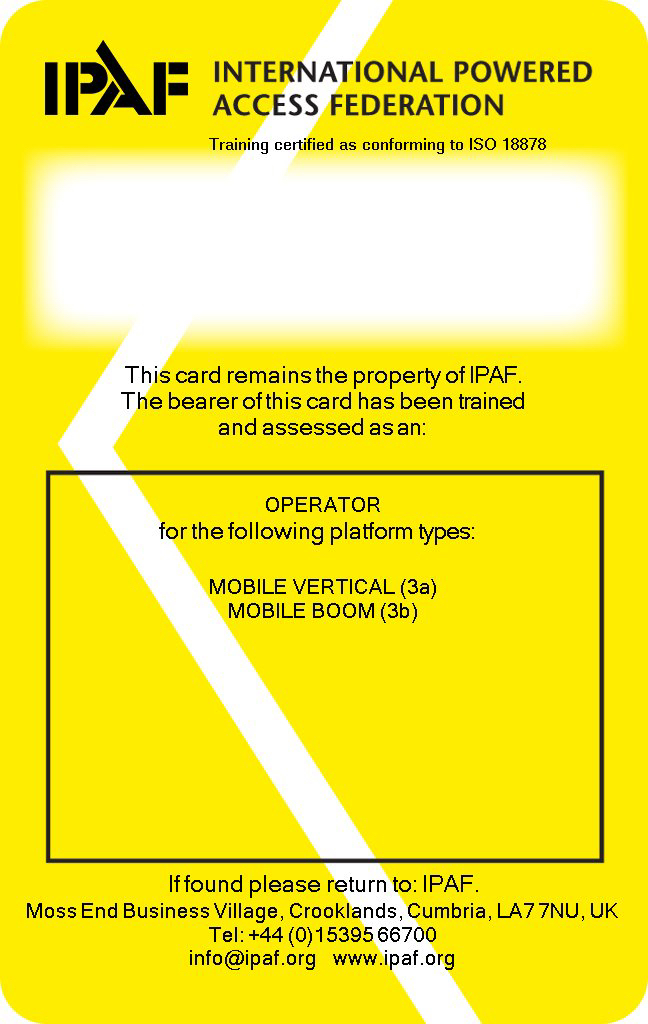 IPAF INTERNATIONAL POWERED
ACCESS FEDERATION
Training certified as conforming to ISO 18878
This card remains the property of IPAF.
The bearer of this card has been trained
and assessed as an:
OPERATOR
for the following platform types:
MOBILE VERTICAL (3a)
MOBILE BOOM (3b)
If found please return to: IPAF.
Moss End Business Village, Crooklands, Cumbria, LA7 7NU, UK
Tel: +44 (0)15395 66700
info@ipaf.org www.ipaf.org